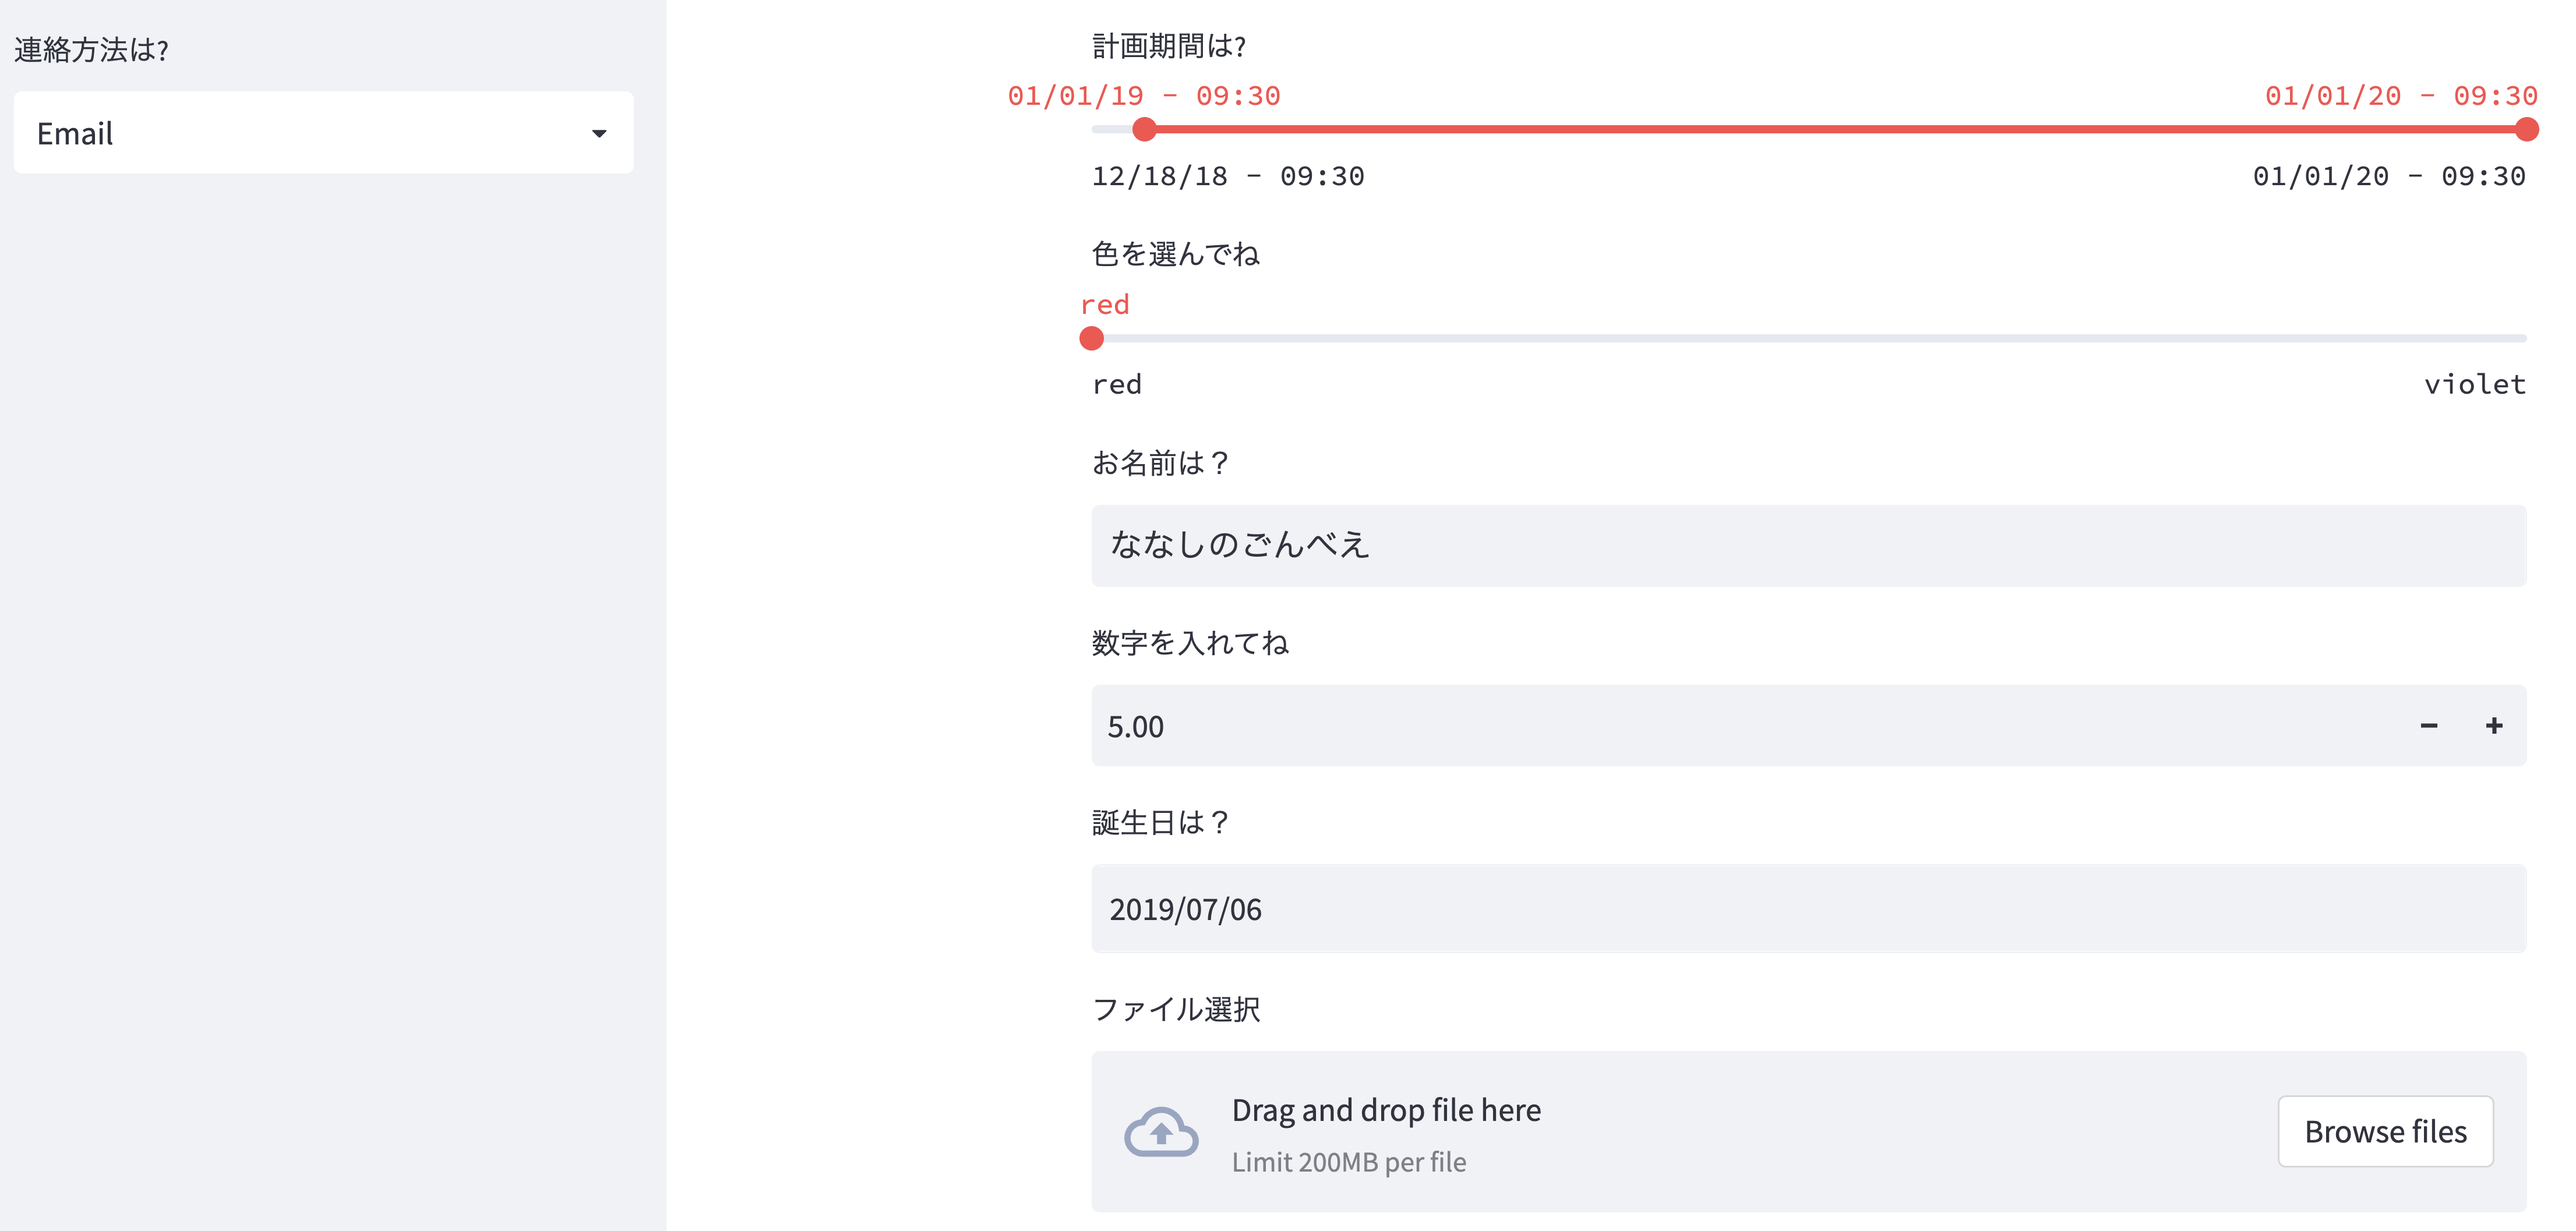 連絡方法は?
Email
計画期間は?
01/01/19 - 09:30
01/01/20 - 09:30
12/18/18 - 09:30
01/01/20 - 09:30
色を選んでね
red
red
violet
お名前は？
ななしのごんべえ
数字を入れてね
5.00
− +
誕生日は？
2019/07/06
ファイル選択
Drag and drop file here
Limit 200MB per file
Browse files